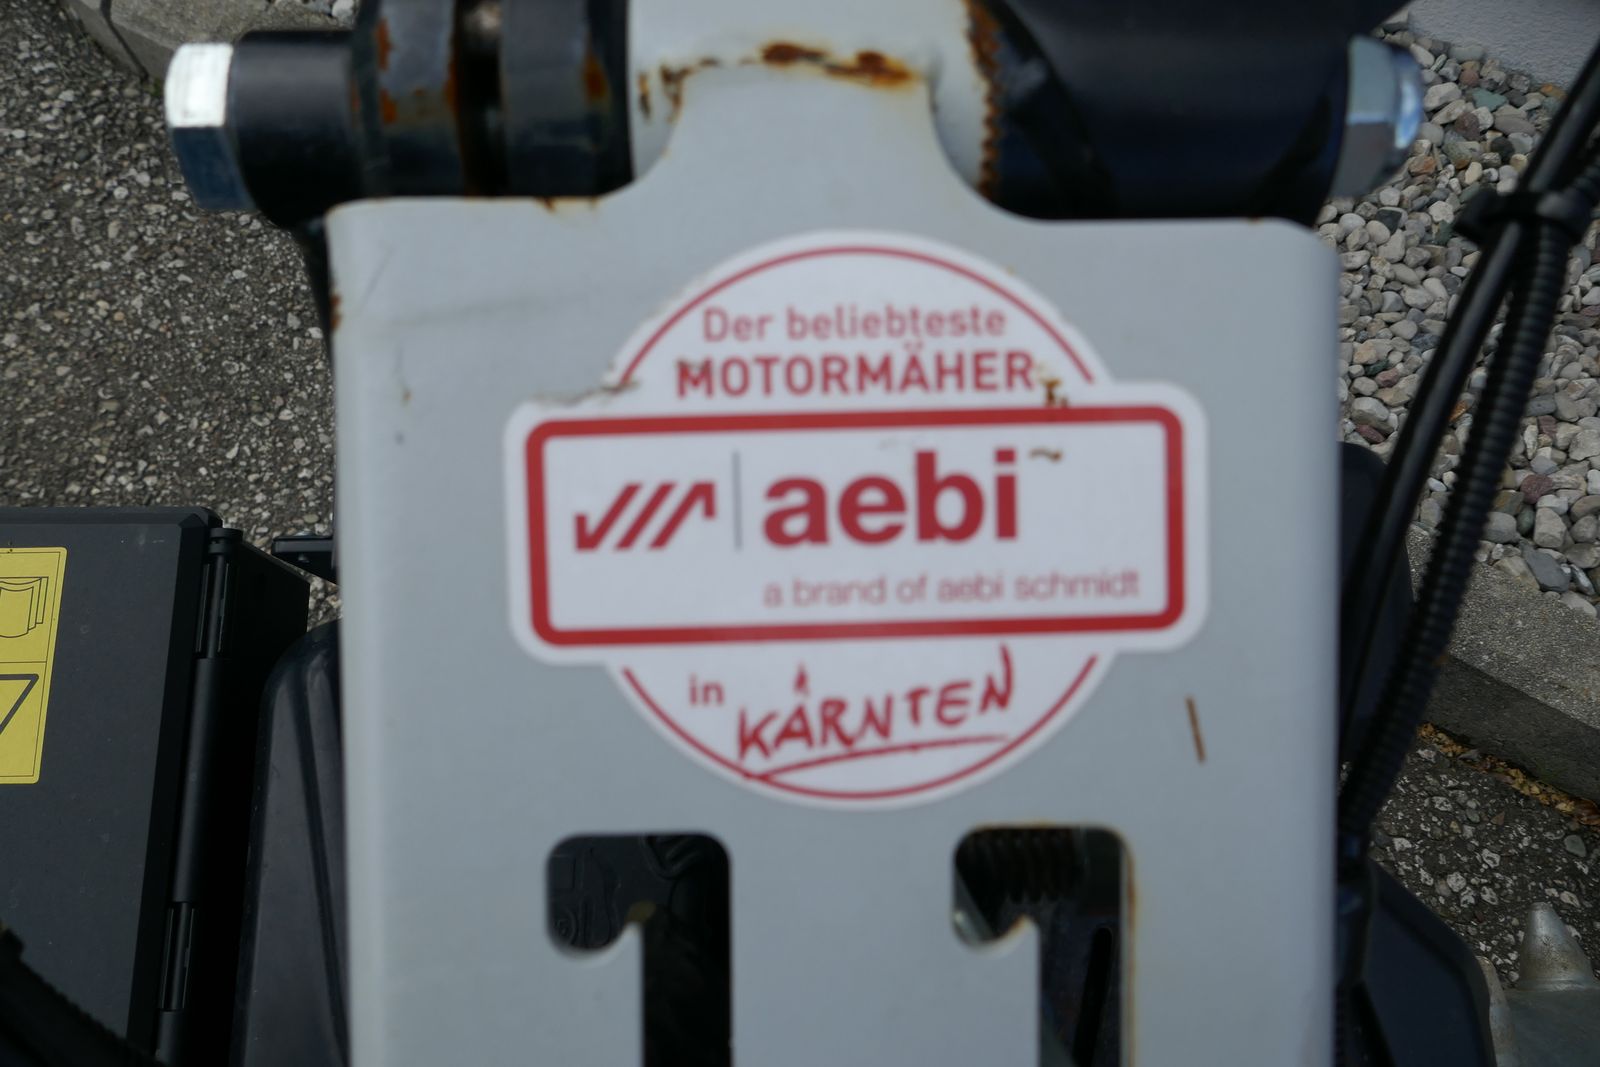 Der beliebteste
MOTORMÄHER
aebi
a brand of aebi schmidt
in KÄRNTEN